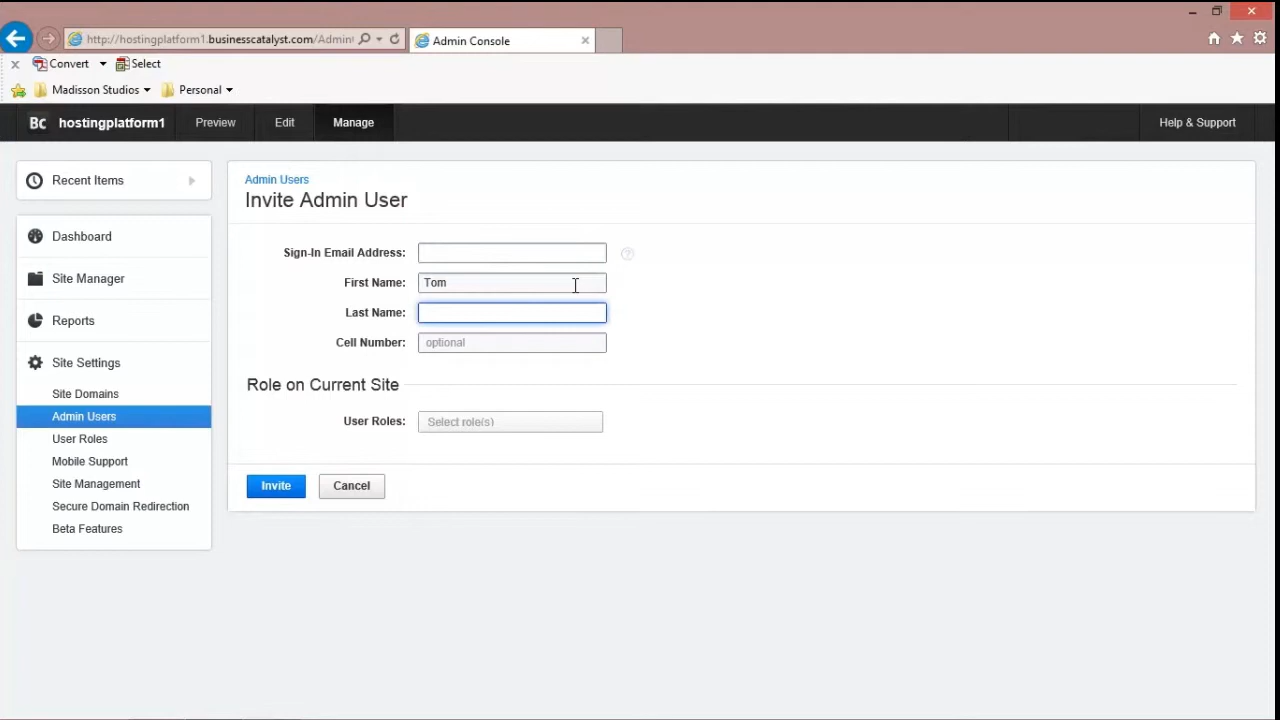 http://hostingplatform1.businesscatalyst.com/Admin
Admin Console
Convert
Select
Madisson Studios
Personal
Bc hostingplatform1 Preview Edit Manage Help & Support
Recent Items
Dashboard
Site Manager
Reports
Site Settings
Site Domains
Admin Users
User Roles
Mobile Support
Site Management
Secure Domain Redirection
Beta Features
Admin Users
Invite Admin User
Sign-In Email Address: ?
First Name: Tom
Last Name:
Cell Number: optional
Role on Current Site
User Roles: Select role(s)
Invite Cancel